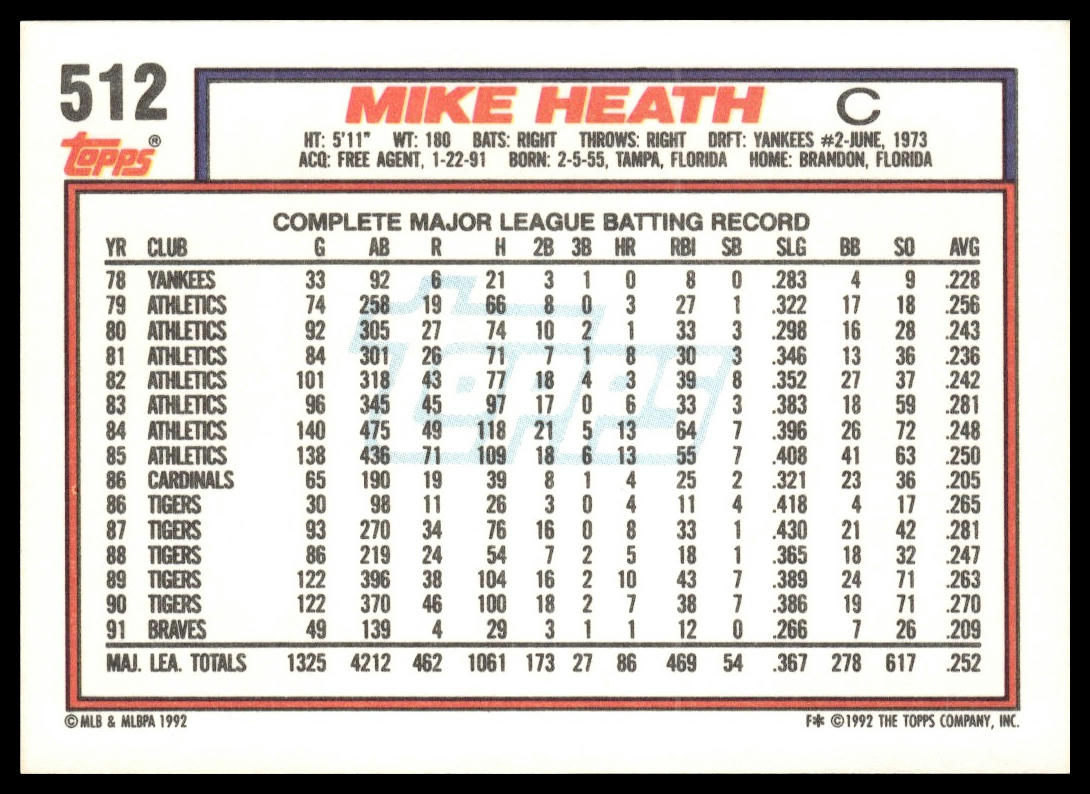 512
MIKE HEATH C
topps®
HT: 5'11" WT: 180 BATS: RIGHT THROWS: RIGHT DRFT: YANKEES #2-JUNE, 1973
ACQ: FREE AGENT, 1-22-91 BORN: 2-5-55, TAMPA, FLORIDA HOME: BRANDON, FLORIDA
COMPLETE MAJOR LEAGUE BATTING RECORD
YR CLUB G AB R H 2B 3B HR RBI SB SLG BB SO AVG
78 YANKEES 33 92 6 21 3 1 0 8 0 .283 4 9 .228
79 ATHLETICS 74 258 19 66 8 0 3 27 1 .322 17 18 .256
80 ATHLETICS 92 305 27 74 10 2 1 33 3 .298 16 28 .243
81 ATHLETICS 84 301 26 71 7 1 8 30 3 .346 13 36 .236
82 ATHLETICS 101 318 43 77 18 4 3 39 8 .352 27 37 .242
83 ATHLETICS 96 345 45 97 17 0 6 33 3 .383 18 59 .281
84 ATHLETICS 140 475 49 118 21 5 13 64 7 .396 26 72 .248
85 ATHLETICS 138 436 71 109 18 6 13 55 7 .408 41 63 .250
86 CARDINALS 65 190 19 39 8 1 4 25 2 .321 23 36 .205
86 TIGERS 30 98 11 26 3 0 4 11 4 .418 4 17 .265
87 TIGERS 93 270 34 76 16 0 8 33 1 .430 21 42 .281
88 TIGERS 86 219 24 54 7 2 5 18 1 .365 18 32 .247
89 TIGERS 122 396 38 104 16 2 10 43 7 .389 24 71 .263
90 TIGERS 122 370 46 100 18 2 7 38 7 .386 19 71 .270
91 BRAVES 49 139 4 29 3 1 1 12 0 .266 7 26 .209
MAJ. LEA. TOTALS 1325 4212 462 1061 173 27 86 469 54 .367 278 617 .252
topps
©MLB & MLBPA 1992
F* ©1992 THE TOPPS COMPANY, INC.